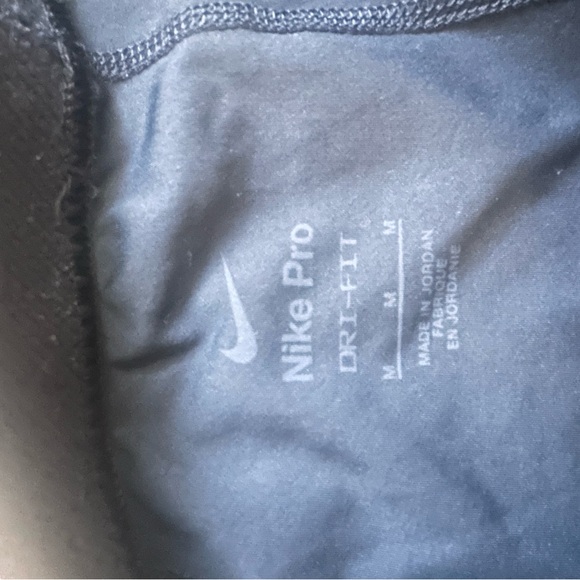 Nike Pro
DRI-FIT
M M M
MADE IN JORDAN
FABRIQUE
EN JORDANIE